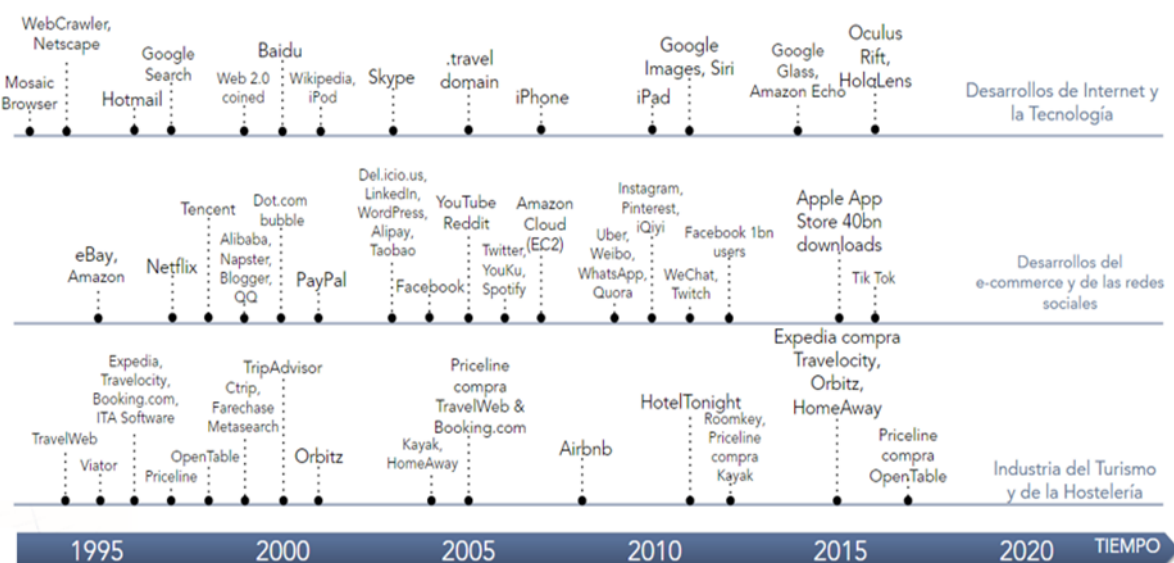 WebCrawler,
Netscape
Mosaic
Browser
Hotmail
Google
Search
Web 2.0
coined
Baidu
Wikipedia,
iPod
Skype
.travel
domain
iPhone
iPad
Google
Images, Siri
Google
Glass,
Amazon Echo
Oculus
Rift,
HoloLens
Desarrollos de Internet y
la Tecnología
eBay,
Amazon
Netflix
Tencent
Alibaba,
Napster,
Blogger,
QQ
Dot.com
bubble
PayPal
Del.icio.us,
LinkedIn,
WordPress,
Alipay,
Taobao
Facebook
YouTube
Reddit
Twitter,
YouKu,
Spotify
Amazon
Cloud
(EC2)
Uber,
Weibo,
WhatsApp,
Quora
Instagram,
Pinterest,
iQiyi
WeChat,
Twitch
Facebook 1bn
users
Apple App
Store 40bn
downloads
Tik Tok
Desarrollos del
e-commerce y de las redes
sociales
TravelWeb
Viator
Expedia,
Travelocity,
Booking.com,
ITA Software
Priceline
OpenTable
Ctrip,
Farechase
Metasearch
TripAdvisor
Orbitz
Kayak,
HomeAway
Priceline
compra
TravelWeb &
Booking.com
Airbnb
HotelTonight
Roomkey,
Priceline
compra
Kayak
Expedia compra
Travelocity,
Orbitz,
HomeAway
Priceline
compra
OpenTable
Industria del Turismo
y de la Hostelería
1995 2000 2005 2010 2015 2020 TIEMPO